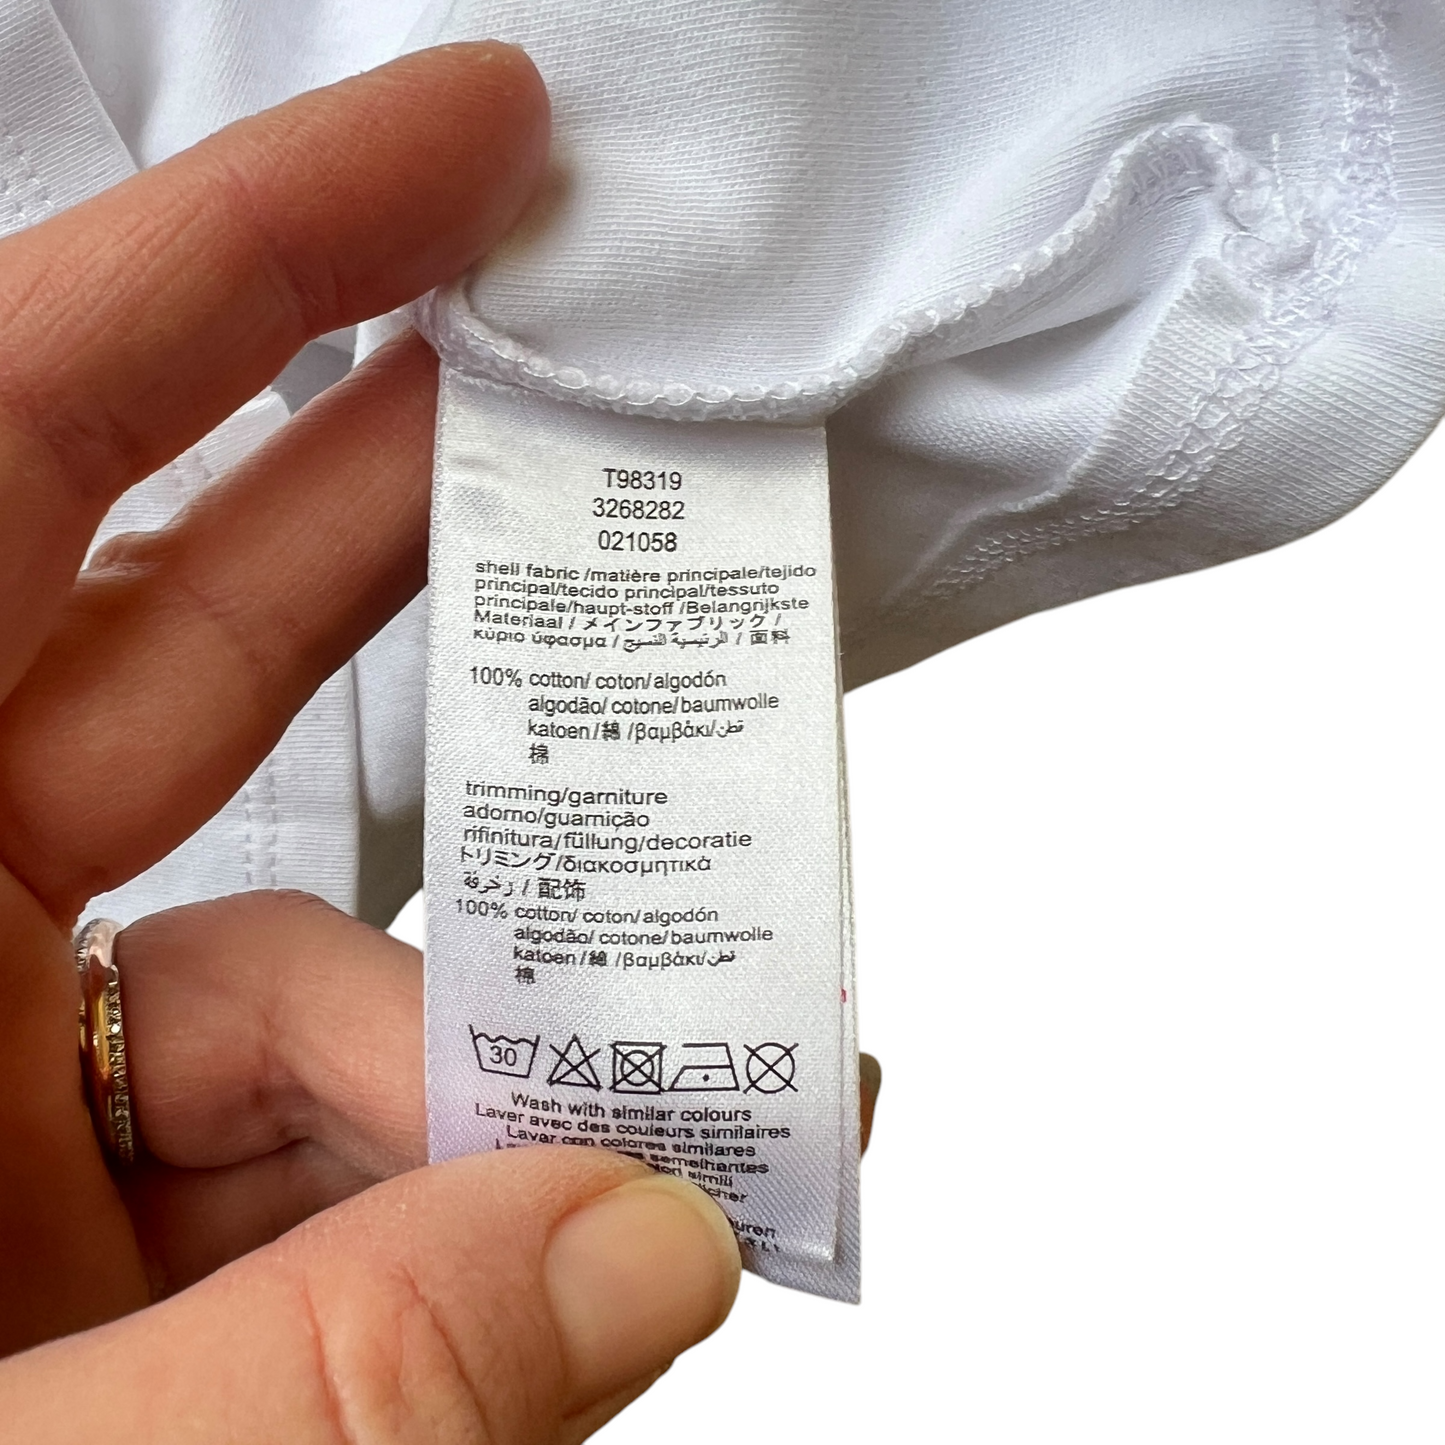 T98319
3268282
021058
shell fabric /matière principale/tejido
principal/tecido principal/tessuto
principale/haupt-stoff /Belangrijkste
Materiaal / メインファブリック /
κύριο ύφασμα / الرئيسية النسيج / 面料
100% cotton/ coton/algodón
algodão/ cotone/baumwolle
katoen/綿 /βαμβάκι/قطن
棉
trimming/garniture
adorno/guarnição
rifinitura/füllung/decoratie
トリミング/διακοσμητικά
زخرفة / 配饰
100% cotton/ coton/algodón
algodão/ cotone/baumwolle
katoen/綿 /βαμβάκι/قطن
棉
30
Wash with similar colours
Laver avec des couleurs similaires
Lavar con colores similares
semelhantes
simili